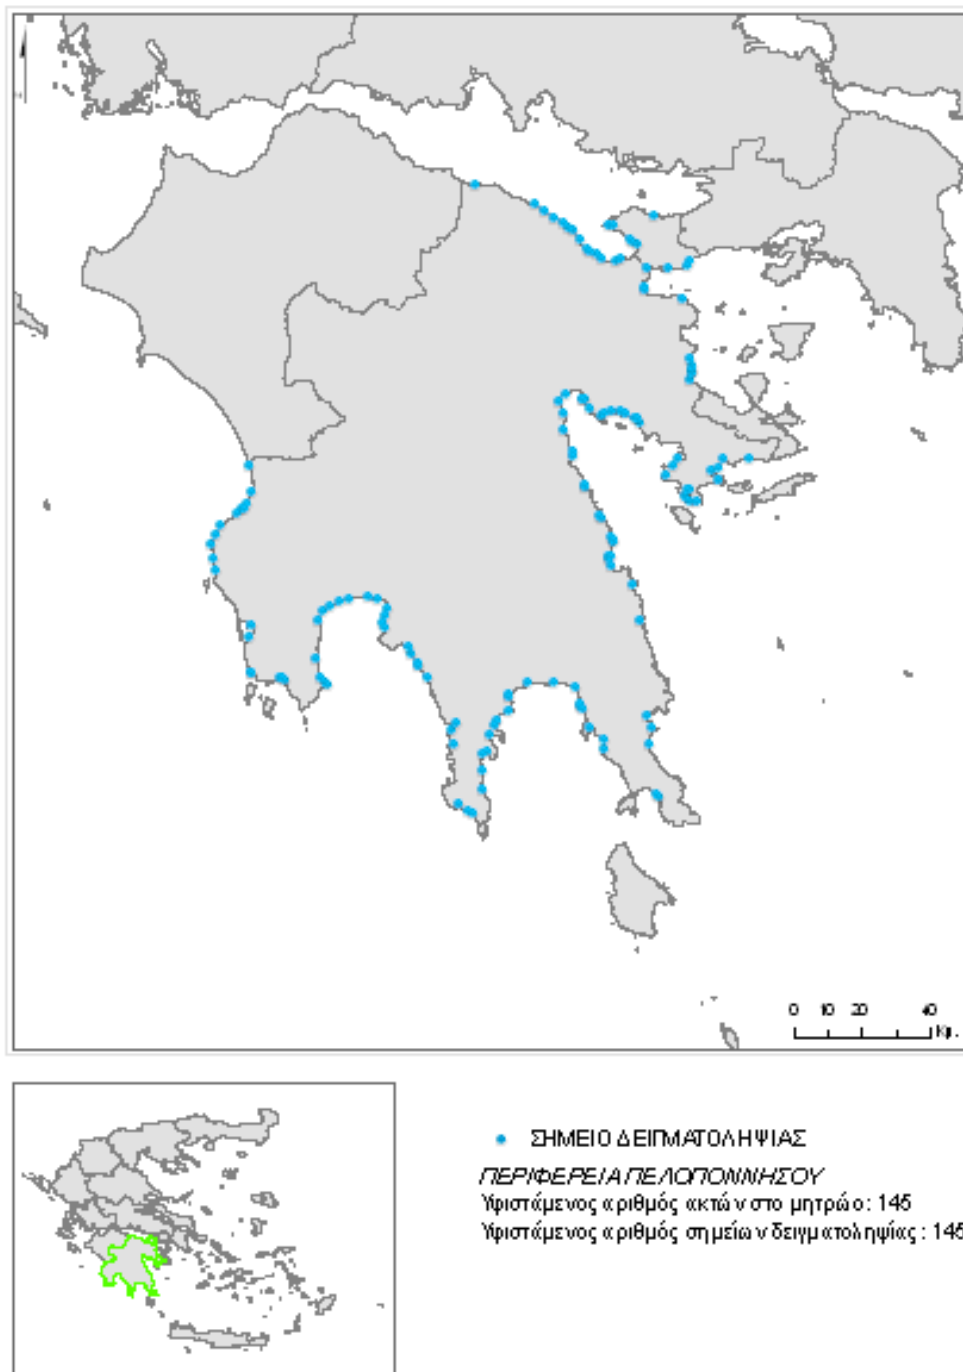 0 10 20 40
Km.
ΣΗΜΕΙΟ ΔΕΙΓΜΑΤΟΛΗΨΙΑΣ
ΠΕΡΙΦΕΡΕΙΑ ΠΕΛΟΠΟΝΝΗΣΟΥ
Υφιστάμενος αριθμός ακτών στο μητρώο: 145
Υφιστάμενος αριθμός σημείων δειγματοληψίας: 145